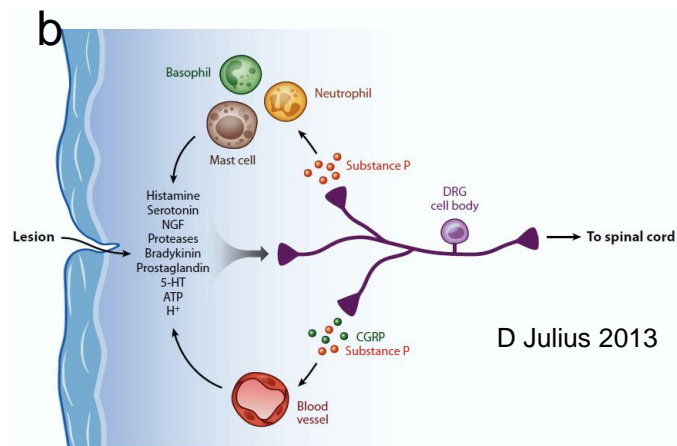 b
Basophil
Neutrophil
Mast cell
Substance P
Histamine
Serotonin
NGF
Proteases
Bradykinin
Prostaglandin
5-HT
ATP
H⁺
Lesion
DRG
cell body
To spinal cord
CGRP
Substance P
D Julius 2013
Blood
vessel